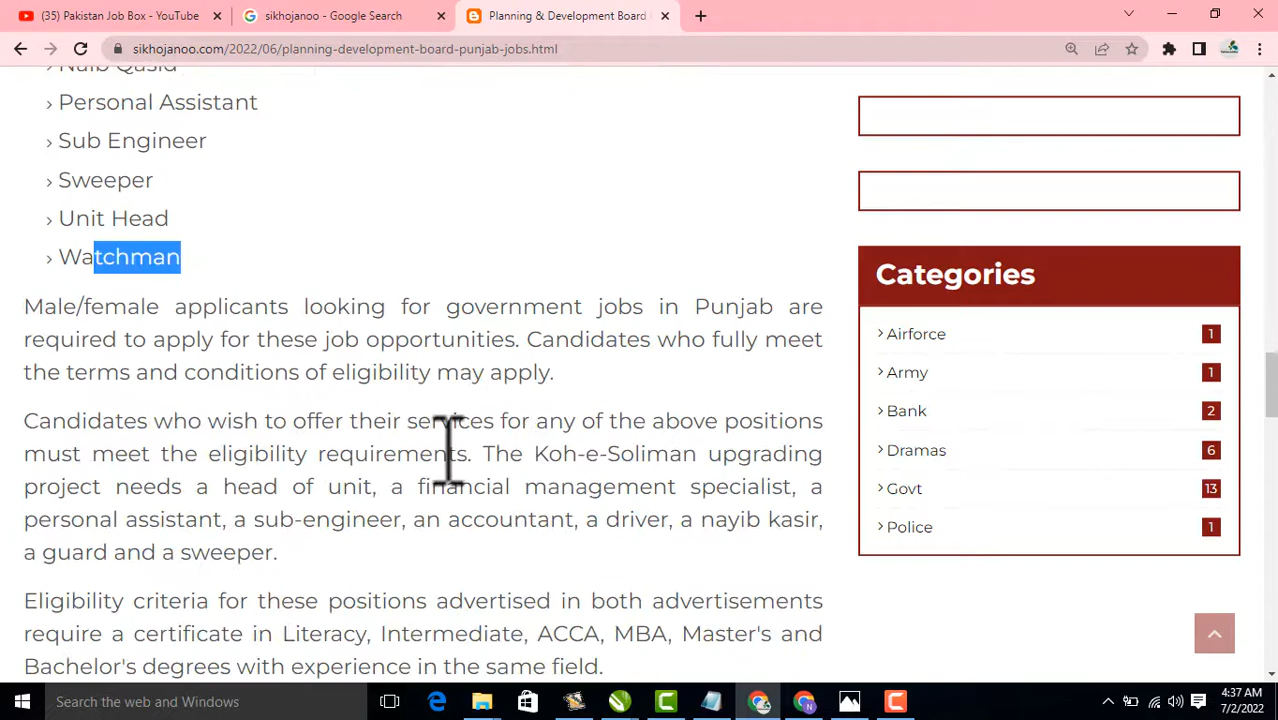 (35) Pakistan Job Box - YouTube
sikhojanoo - Google Search
Planning & Development Board
sikhojanoo.com/2022/06/planning-development-board-punjab-jobs.html
Naib Qasid
Personal Assistant
Sub Engineer
Sweeper
Unit Head
Watchman
Male/female applicants looking for government jobs in Punjab are
required to apply for these job opportunities. Candidates who fully meet
the terms and conditions of eligibility may apply.
Candidates who wish to offer their services for any of the above positions
must meet the eligibility requirements. The Koh-e-Soliman upgrading
project needs a head of unit, a financial management specialist, a
personal assistant, a sub-engineer, an accountant, a driver, a nayib kasir,
a guard and a sweeper.
Eligibility criteria for these positions advertised in both advertisements
require a certificate in Literacy, Intermediate, ACCA, MBA, Master's and
Bachelor's degrees with experience in the same field.
Categories
Airforce 1
Army 1
Bank 2
Dramas 6
Govt 13
Police 1
Search the web and Windows
4:37 AM
7/2/2022